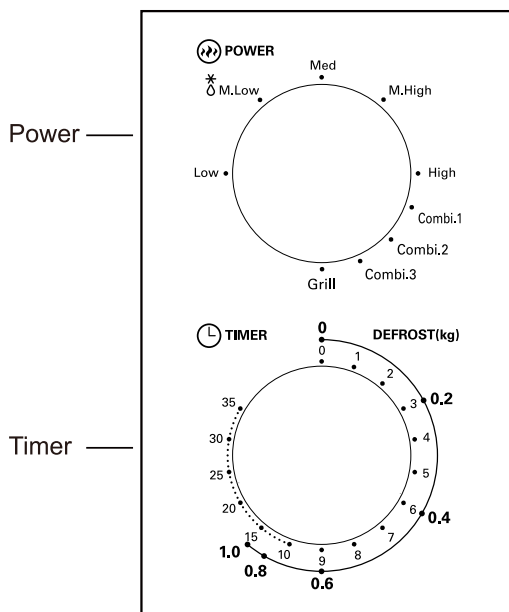 POWER
Med
M.Low
M.High
Power
Low
High
Combi.1
Combi.2
Combi.3
Grill
TIMER
0
DEFROST(kg)
0
1
2
3
0.2
4
5
6
0.4
7
8
9
0.6
10
0.8
15
1.0
20
25
30
35
Timer